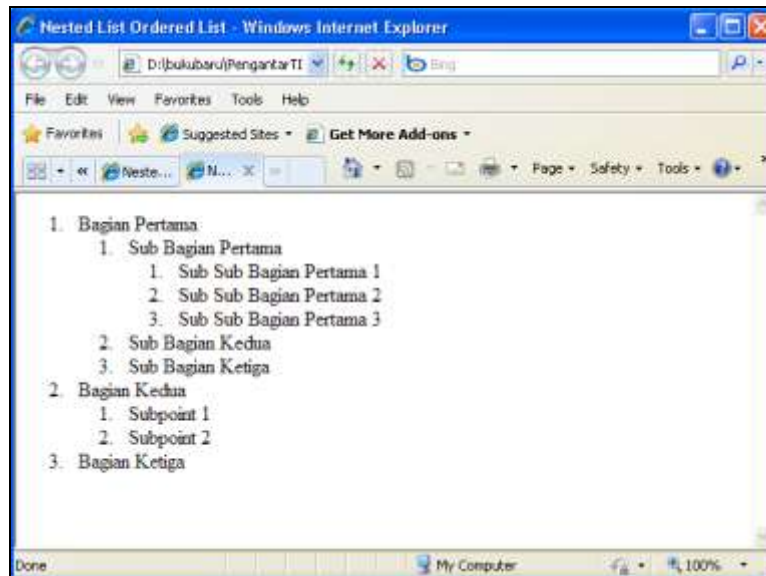 Nested List Ordered List - Windows Internet Explorer
D:\bukubaru\PengantarTI
Bing
File Edit View Favorites Tools Help
Favorites Suggested Sites Get More Add-ons
Neste... N... Page Safety Tools
1. Bagian Pertama
1. Sub Bagian Pertama
1. Sub Sub Bagian Pertama 1
2. Sub Sub Bagian Pertama 2
3. Sub Sub Bagian Pertama 3
2. Sub Bagian Kedua
3. Sub Bagian Ketiga
2. Bagian Kedua
1. Subpoint 1
2. Subpoint 2
3. Bagian Ketiga
Done My Computer 100%